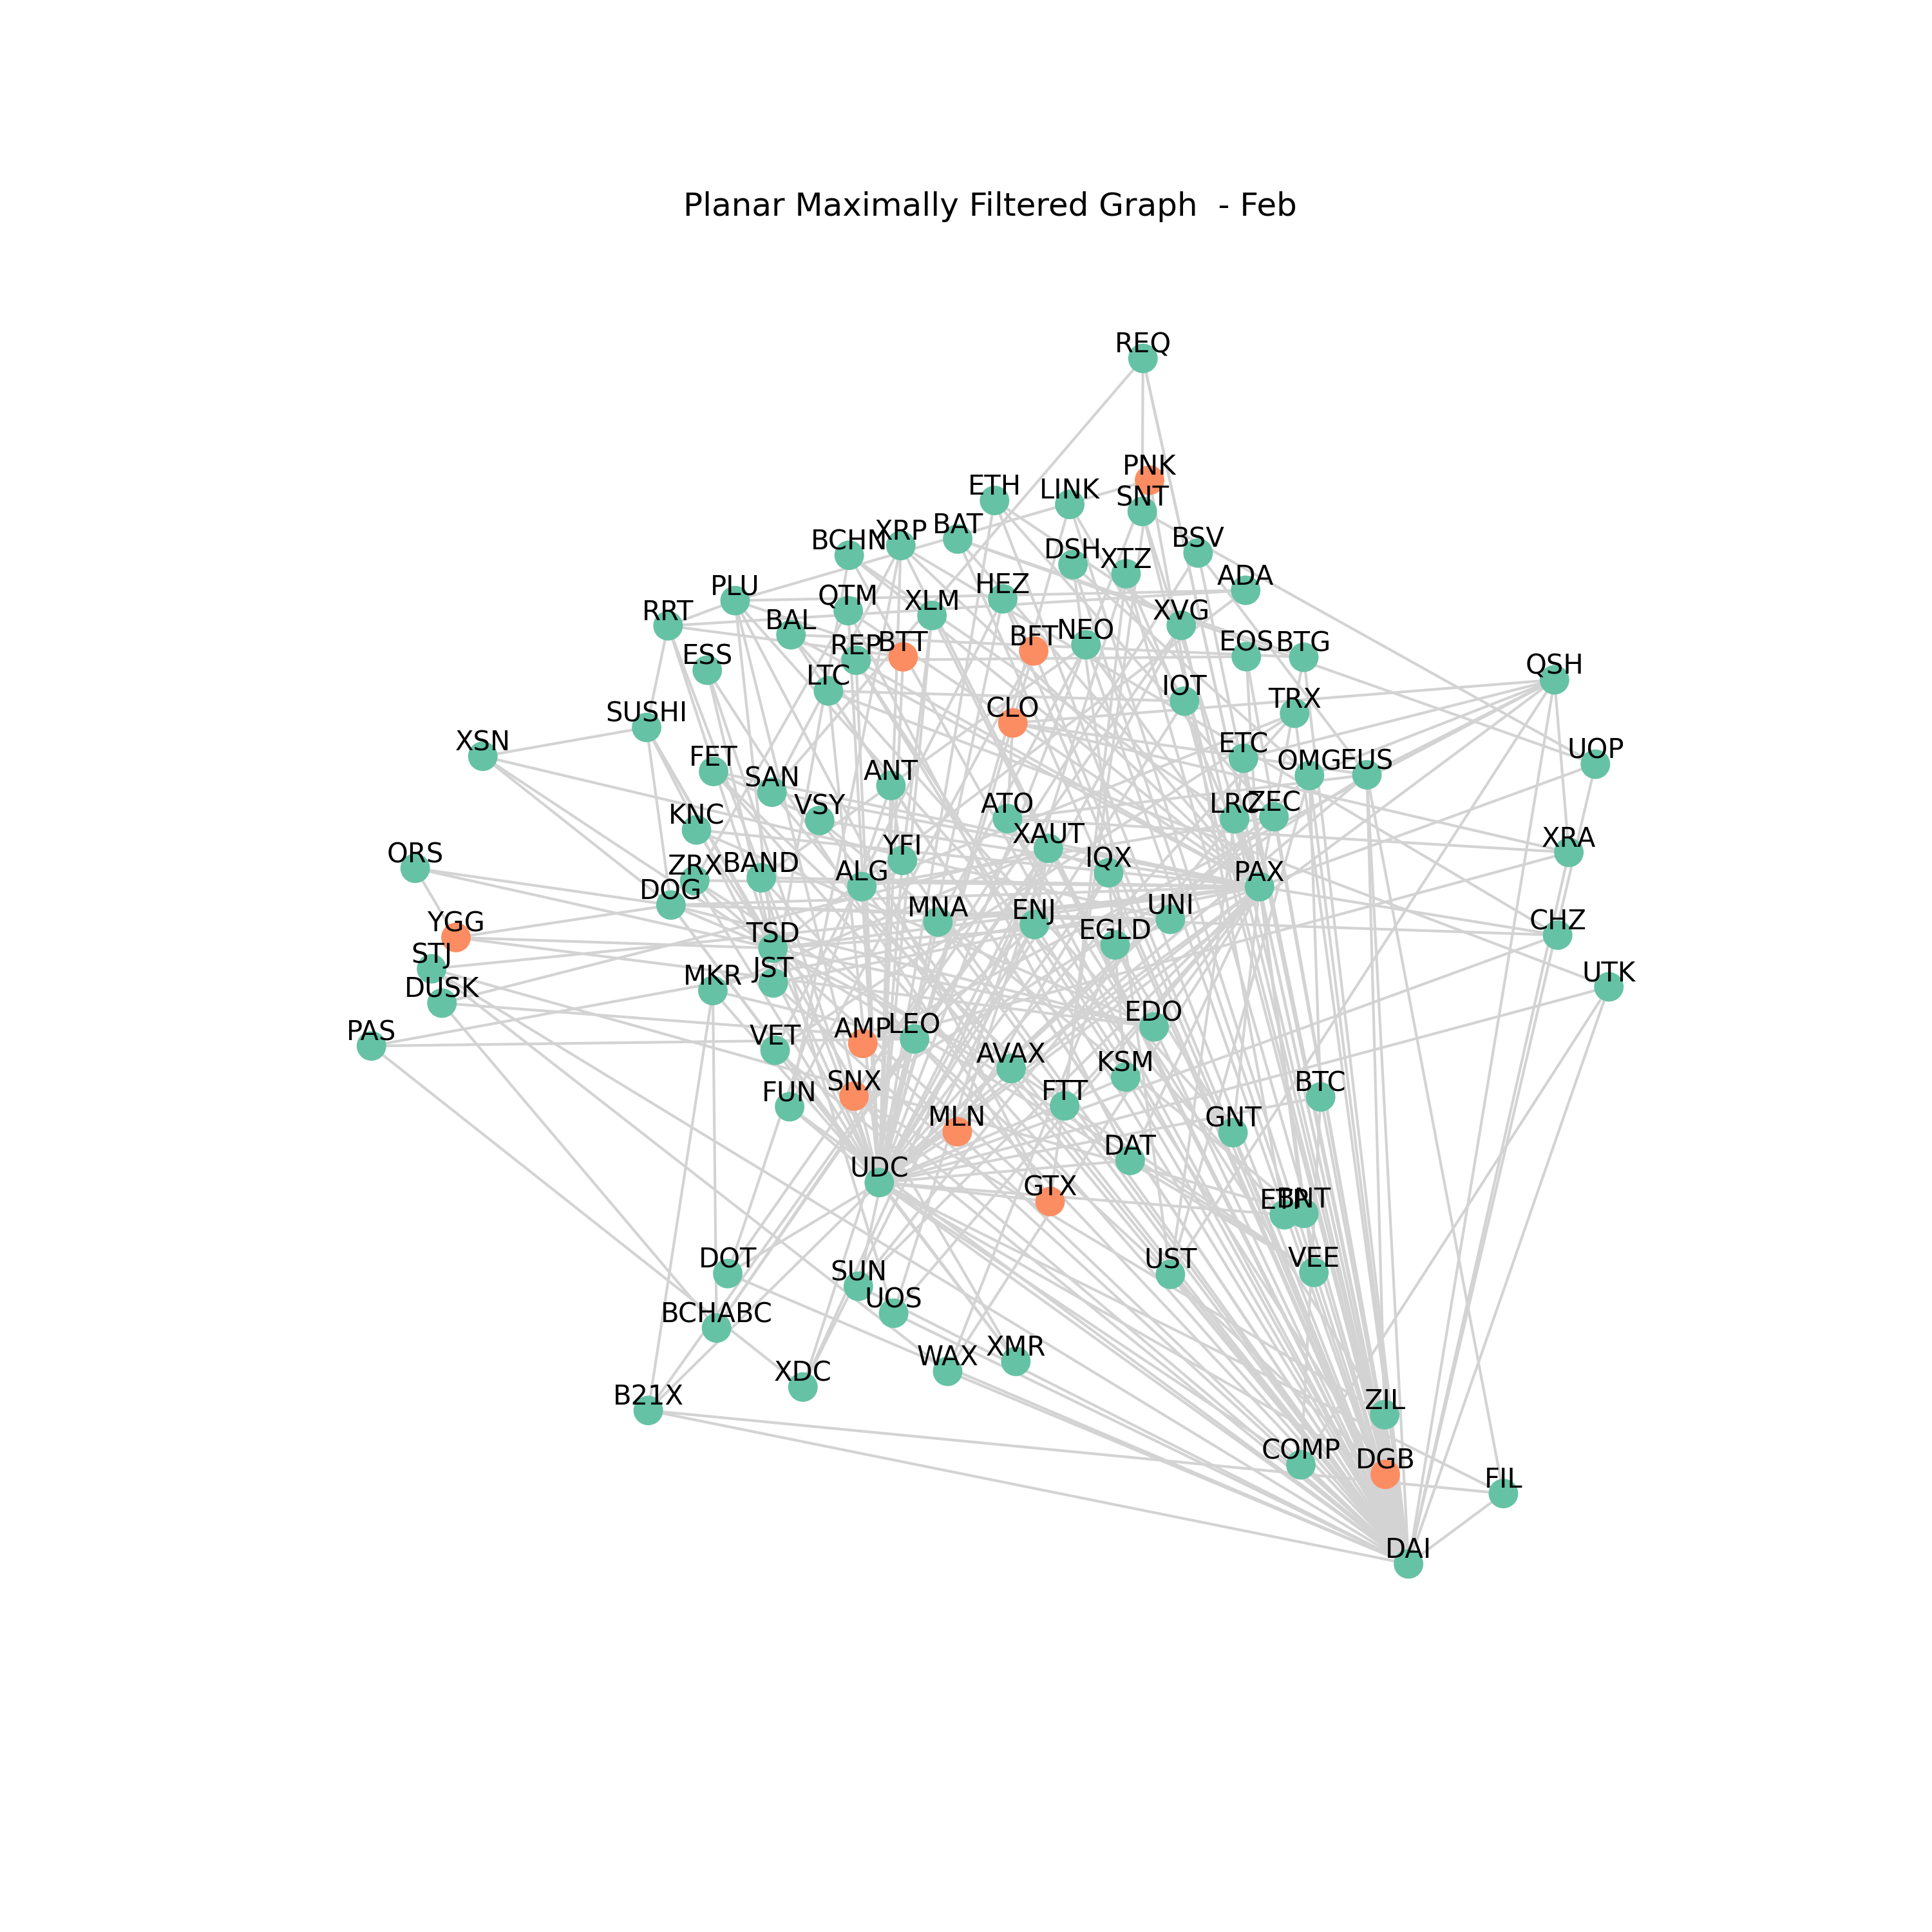 Planar Maximally Filtered Graph  - Feb
REQ
PNK
ETH
LINK
SNT
BCHN
XRP
BAT
DSH
XTZ
BSV
PLU
QTM
XLM
HEZ
ADA
RRT
BAL
REP
BTT
BFT
NEO
XVG
EOS
BTG
ESS
LTC
IOT
QSH
SUSHI
CLO
TRX
XSN
FET
SAN
ANT
ETC
OMG
EUS
UOP
KNC
VSY
ATO
LRC
ZEC
XAUT
XRA
ORS
ZRX
BAND
YFI
ALG
IQX
PAX
DOG
YGG
MNA
ENJ
UNI
CHZ
STJ
TSD
EGLD
DUSK
MKR
JST
UTK
PAS
VET
AMP
LEO
EDO
FUN
SNX
AVAX
KSM
FTT
BTC
MLN
GNT
DAT
UDC
GTX
ETP
BNT
DOT
SUN
UST
VEE
BCHABC
UOS
XDC
WAX
XMR
B21X
ZIL
COMP
DGB
FIL
DAI